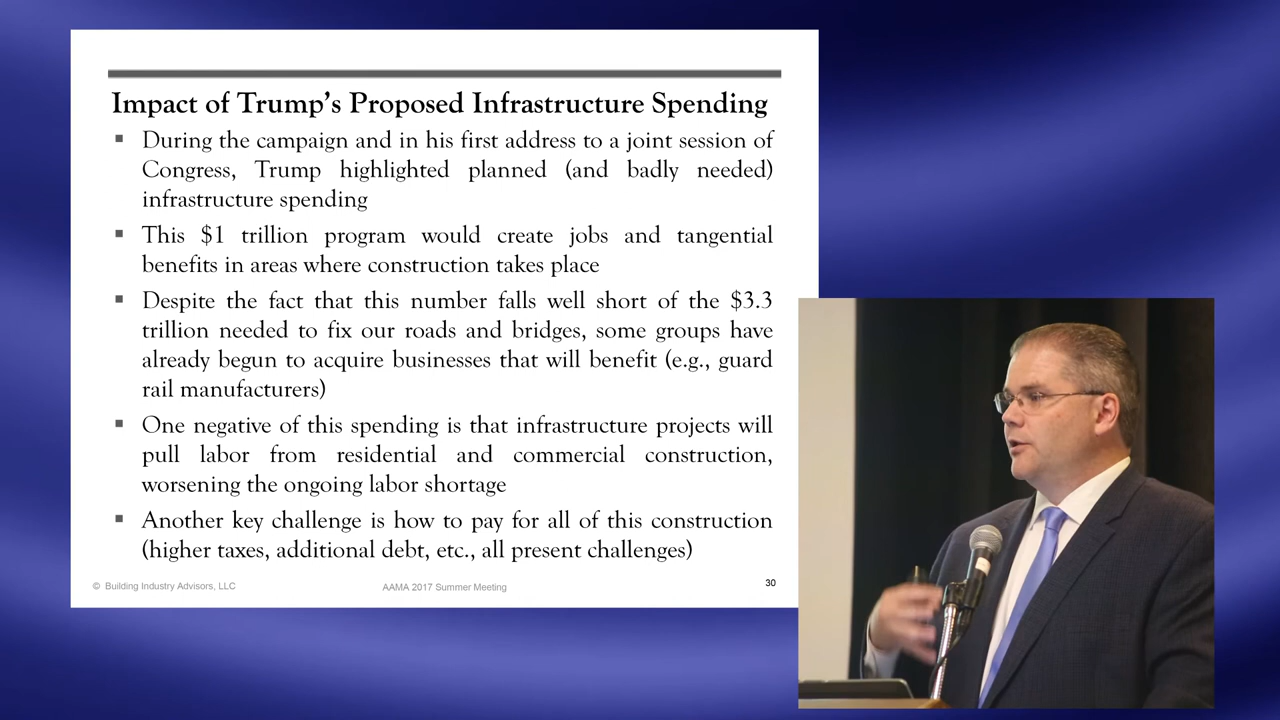 Impact of Trump's Proposed Infrastructure Spending
▪ During the campaign and in his first address to a joint session of
Congress, Trump highlighted planned (and badly needed)
infrastructure spending
▪ This $1 trillion program would create jobs and tangential
benefits in areas where construction takes place
▪ Despite the fact that this number falls well short of the $3.3
trillion needed to fix our roads and bridges, some groups have
already begun to acquire businesses that will benefit (e.g., guard
rail manufacturers)
▪ One negative of this spending is that infrastructure projects will
pull labor from residential and commercial construction,
worsening the ongoing labor shortage
▪ Another key challenge is how to pay for all of this construction
(higher taxes, additional debt, etc., all present challenges)
© Building Industry Advisors, LLC
AAMA 2017 Summer Meeting
30